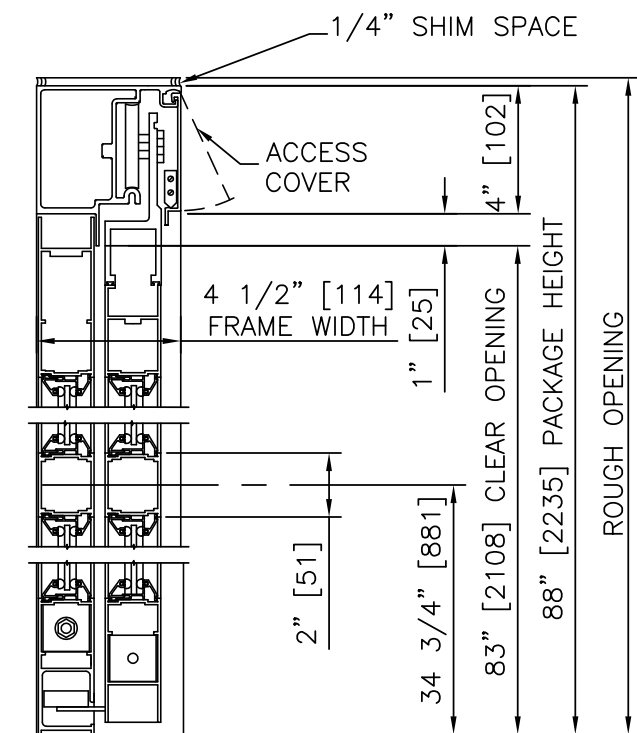 1/4” SHIM SPACE
ACCESS
COVER
4” [102]
4 1/2” [114]
FRAME WIDTH
1” [25]
2” [51]
34 3/4” [881]
83” [2108] CLEAR OPENING
88” [2235] PACKAGE HEIGHT
ROUGH OPENING